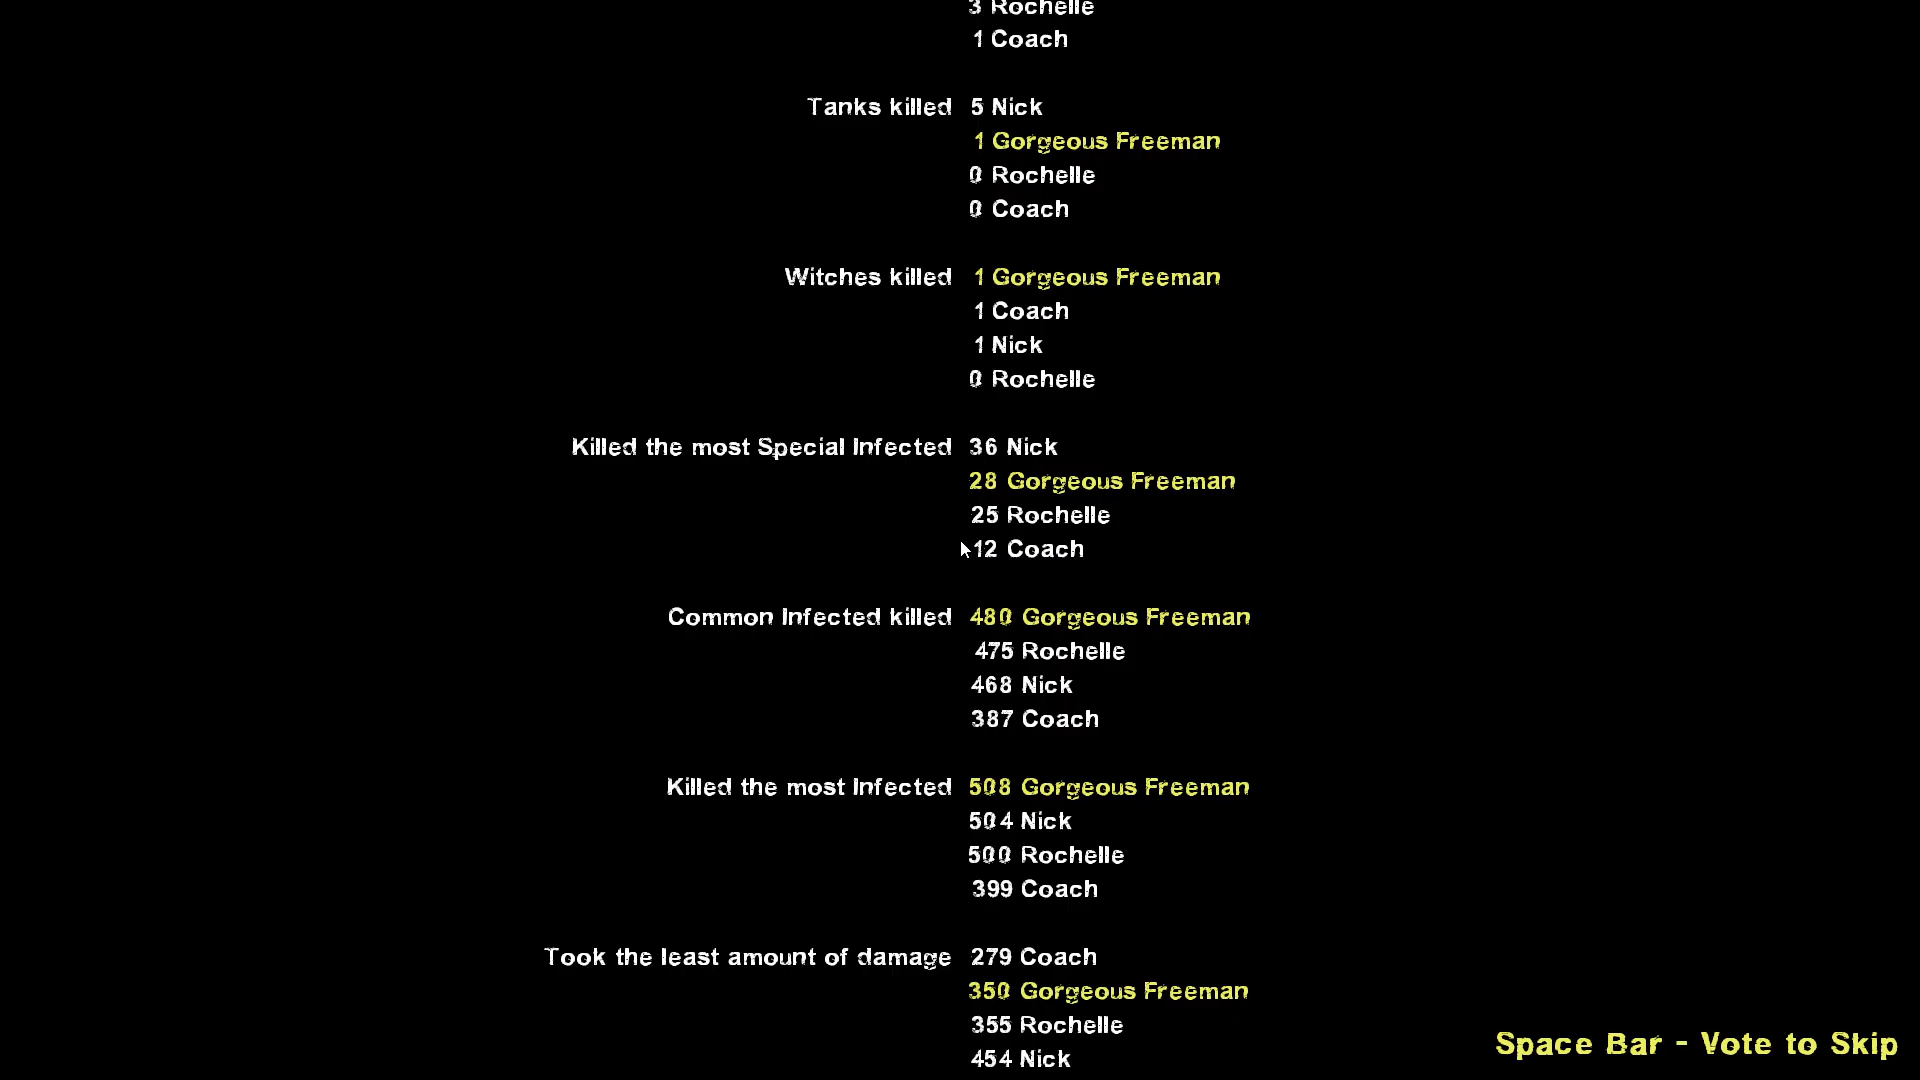 3 Rochelle
1 Coach
Tanks killed 5 Nick
1 Gorgeous Freeman
0 Rochelle
0 Coach
Witches killed 1 Gorgeous Freeman
1 Coach
1 Nick
0 Rochelle
Killed the most Special Infected 36 Nick
28 Gorgeous Freeman
25 Rochelle
12 Coach
Common Infected killed 480 Gorgeous Freeman
475 Rochelle
468 Nick
387 Coach
Killed the most Infected 508 Gorgeous Freeman
504 Nick
500 Rochelle
399 Coach
Took the least amount of damage 279 Coach
350 Gorgeous Freeman
355 Rochelle
454 Nick
Space Bar - Vote to Skip